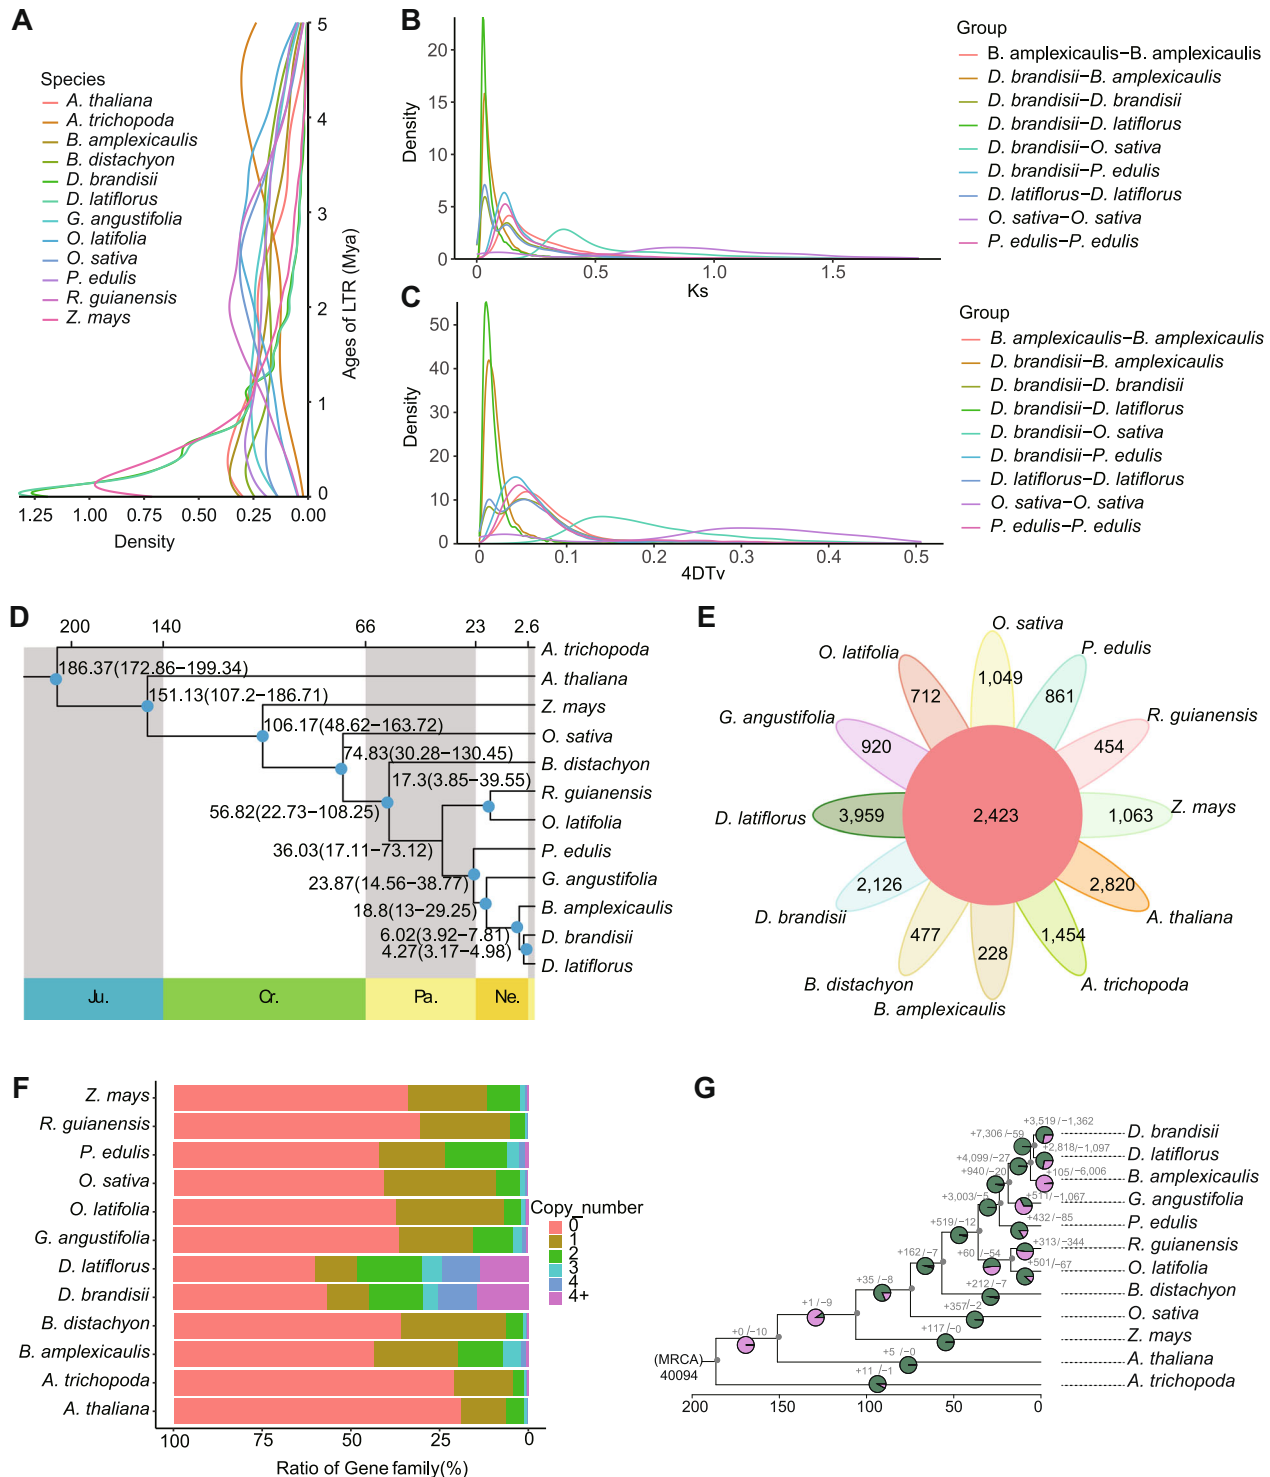 A
Species
A. thaliana
A. trichopoda
B. amplexicaulis
B. distachyon
D. brandisii
D. latiflorus
G. angustifolia
O. latifolia
O. sativa
P. edulis
R. guianensis
Z. mays
5
4
3
2
1
0
Ages of LTR (Mya)
1.25 1.00 0.75 0.50 0.25 0.00
Density
B
20
15
10
5
0
Density
0 0.5 1.0 1.5
Ks
Group
B. amplexicaulis−B. amplexicaulis
D. brandisii−B. amplexicaulis
D. brandisii−D. brandisii
D. brandisii−D. latiflorus
D. brandisii−O. sativa
D. brandisii−P. edulis
D. latiflorus−D. latiflorus
O. sativa−O. sativa
P. edulis−P. edulis
C
50
40
30
20
10
0
Density
0 0.1 0.2 0.3 0.4 0.5
4DTv
Group
B. amplexicaulis−B. amplexicaulis
D. brandisii−B. amplexicaulis
D. brandisii−D. brandisii
D. brandisii−D. latiflorus
D. brandisii−O. sativa
D. brandisii−P. edulis
D. latiflorus−D. latiflorus
O. sativa−O. sativa
P. edulis−P. edulis
D
200 140 66 23 2.6
A. trichopoda
186.37(172.86−199.34)
A. thaliana
151.13(107.2−186.71)
Z. mays
106.17(48.62−163.72)
O. sativa
74.83(30.28−130.45)
B. distachyon
17.3(3.85−39.55)
R. guianensis
56.82(22.73−108.25)
O. latifolia
36.03(17.11−73.12)
P. edulis
23.87(14.56−38.77)
G. angustifolia
18.8(13−29.25)
B. amplexicaulis
6.02(3.92−7.81)
D. brandisii
4.27(3.17−4.98)
D. latiflorus
Ju. Cr. Pa. Ne.
E
O. sativa
1,049
P. edulis
861
R. guianensis
454
Z. mays
1,063
A. thaliana
2,820
A. trichopoda
1,454
B. amplexicaulis
228
B. distachyon
477
D. brandisii
2,126
D. latiflorus
3,959
G. angustifolia
920
O. latifolia
712
2,423
F
Z. mays
R. guianensis
P. edulis
O. sativa
O. latifolia
G. angustifolia
D. latiflorus
D. brandisii
B. distachyon
B. amplexicaulis
A. trichopoda
A. thaliana
100 75 50 25 0
Ratio of Gene family(%)
Copy_number
0
1
2
3
4
4+
G
+3,519/−1,362
D. brandisii
+7,306/−59
+2,818/−1,097
D. latiflorus
+4,099/−27
+105/−6,006
B. amplexicaulis
+940/−20
+511/−1,067
G. angustifolia
+3,003/−5
+432/−85
P. edulis
+519/−12
+313/−344
R. guianensis
+60/−54
+501/−67
O. latifolia
+162/−7
+212/−7
B. distachyon
+35/−8
+357/−2
O. sativa
+1/−9
+117/−0
Z. mays
+0/−10
+5/−0
A. thaliana
(MRCA)
40094
+11/−1
A. trichopoda
200 150 100 50 0